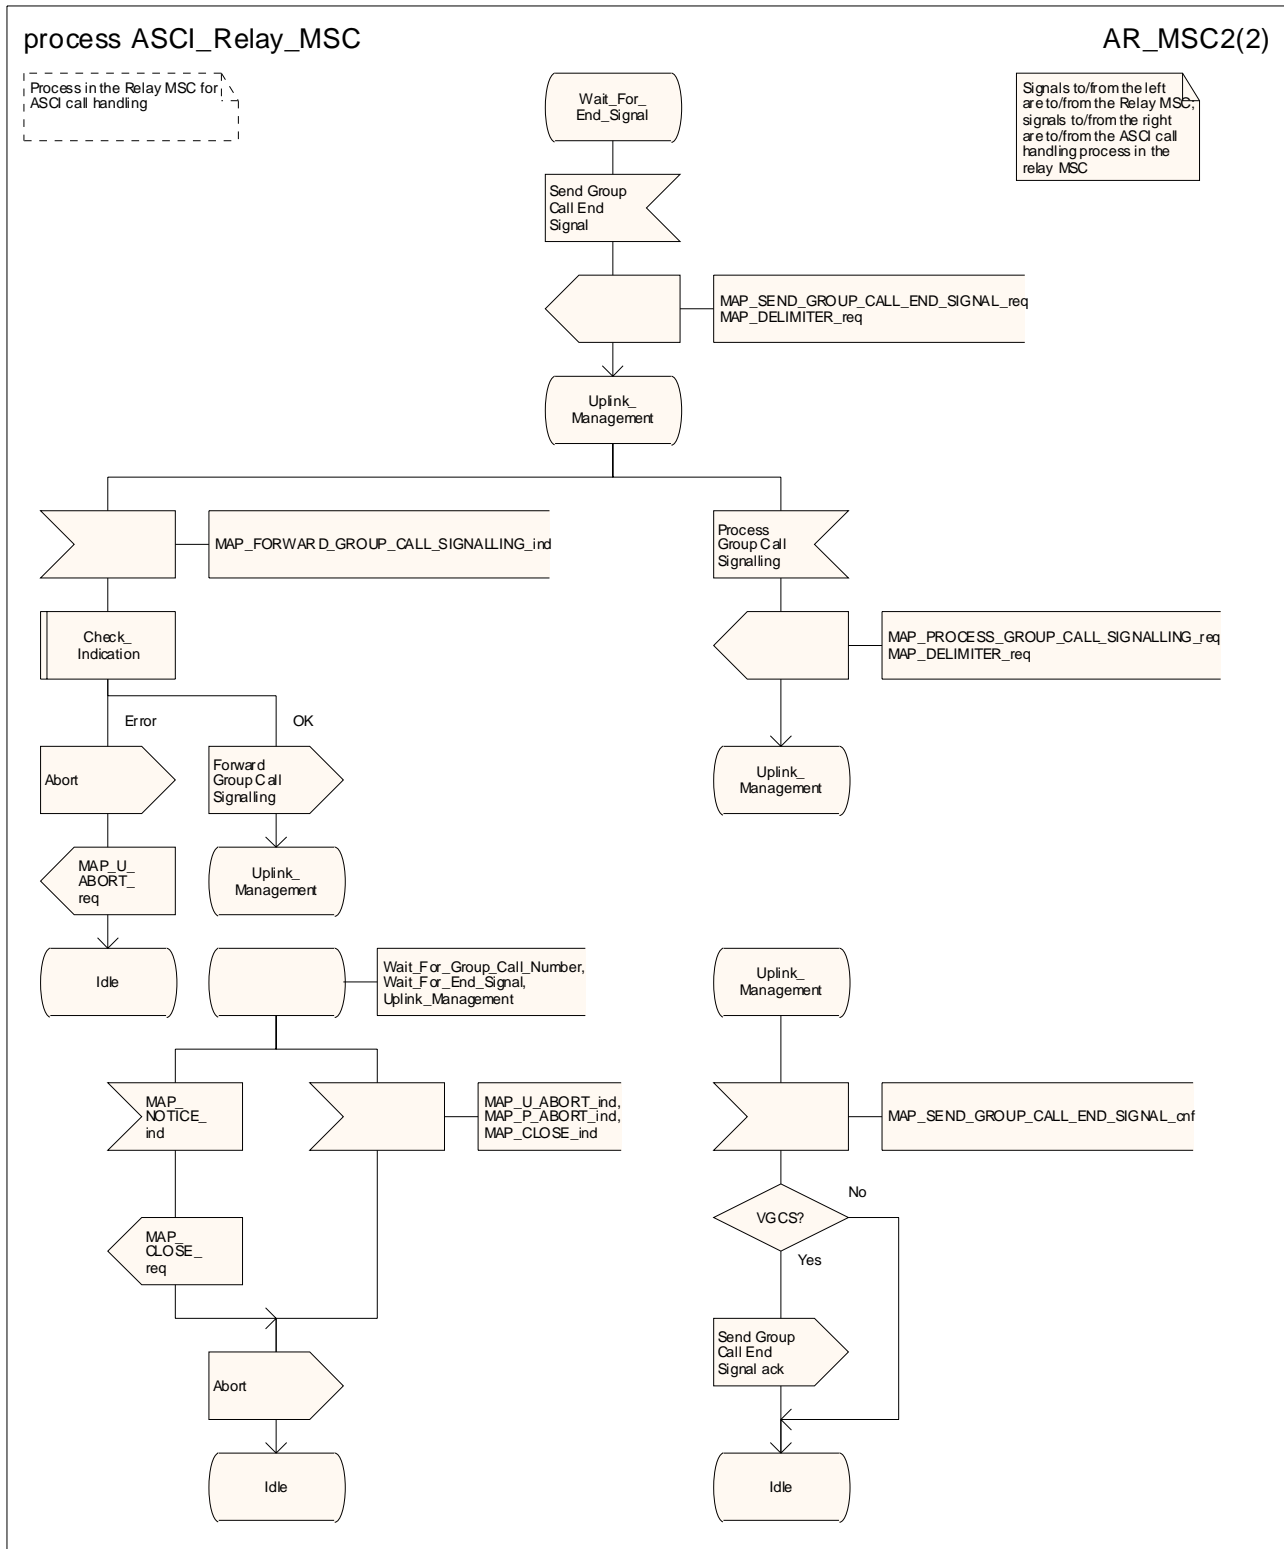 process ASCI_Relay_MSC
AR_MSC2(2)
Process in the Relay MSC for
ASCI call handling
Signals to/from the left
are to/from the Relay MSC;
signals to/from the right
are to/from the ASCI call
handling process in the
relay MSC
Wait_For_
End_Signal
Send Group
Call End
Signal
MAP_SEND_GROUP_CALL_END_SIGNAL_req
MAP_DELIMITER_req
Uplink_
Management
MAP_FORWARD_GROUP_CALL_SIGNALLING_ind
Process
Group Call
Signalling
Check_
Indication
MAP_PROCESS_GROUP_CALL_SIGNALLING_req
MAP_DELIMITER_req
Error
OK
Abort
Forward
Group Call
Signalling
Uplink_
Management
MAP_U_
ABORT_
req
Uplink_
Management
Idle
Wait_For_Group_Call_Number,
Wait_For_End_Signal,
Uplink_Management
Uplink_
Management
MAP_
NOTICE_
ind
MAP_U_ABORT_ind,
MAP_P_ABORT_ind,
MAP_CLOSE_ind
MAP_SEND_GROUP_CALL_END_SIGNAL_cnf
No
VGCS?
Yes
MAP_
CLOSE_
req
Send Group
Call End
Signal ack
Abort
Idle
Idle